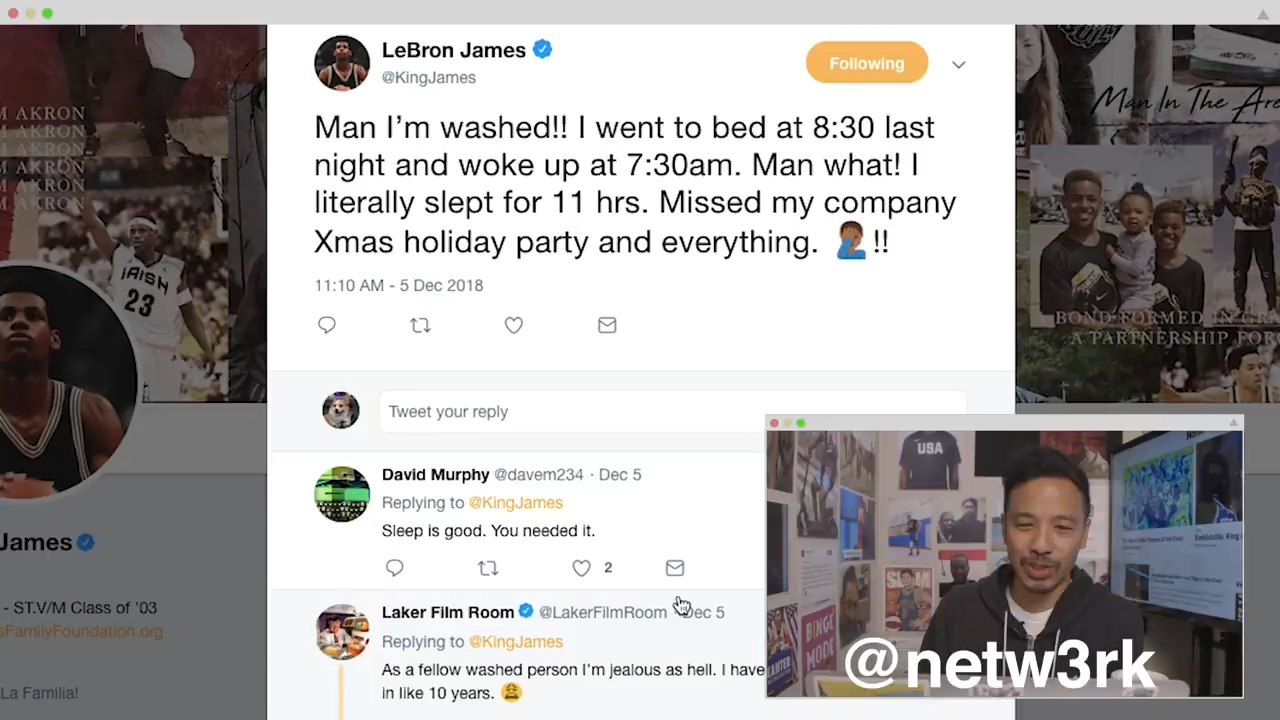 LeBron James
@KingJames
Following
Man I’m washed!! I went to bed at 8:30 last
night and woke up at 7:30am. Man what! I
literally slept for 11 hrs. Missed my company
Xmas holiday party and everything. 🤦🏾‍♂️!!
11:10 AM - 5 Dec 2018
Tweet your reply
David Murphy @davem234 · Dec 5
Replying to @KingJames
Sleep is good. You needed it.
2
Laker Film Room @LakerFilmRoom Dec 5
Replying to @KingJames
As a fellow washed person I'm jealous as hell. I have
in like 10 years. 😩
M AKRON
M AKRON
M AKRON
M AKRON
M AKRON
M AKRON
IRISH
23
James
- ST.V/M Class of '03
sFamilyFoundation.org
La Familia!
Man In The Are
BOND FORMED IN
A PARTNERSHIP FOR
USA
SLAM
BINGE
MODE
@netw3rk